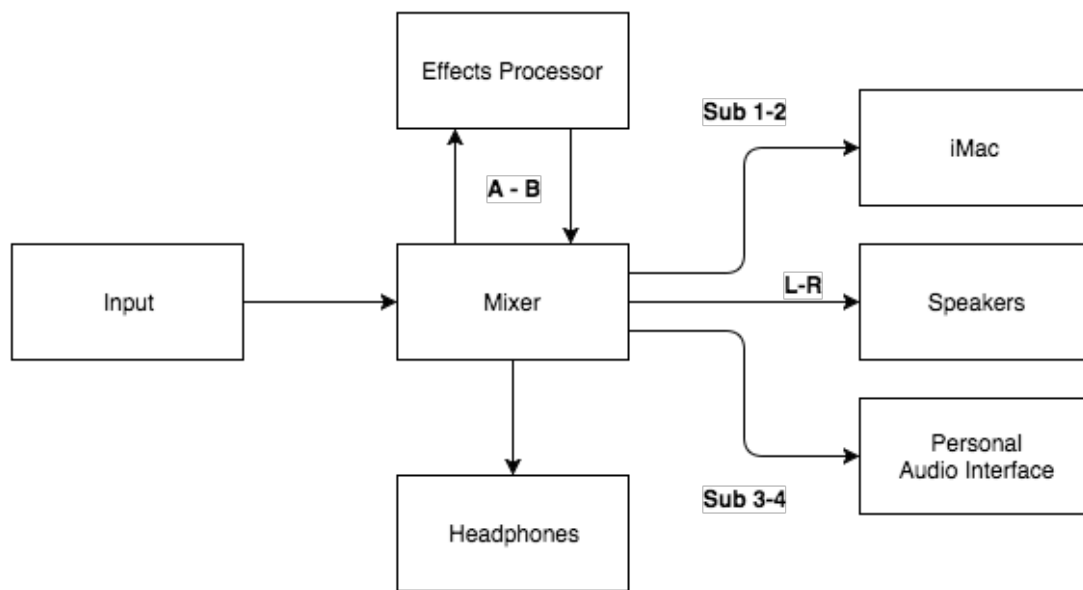 Effects Processor
Sub 1-2
iMac
A - B
Input
Mixer
L-R
Speakers
Personal
Audio Interface
Sub 3-4
Headphones